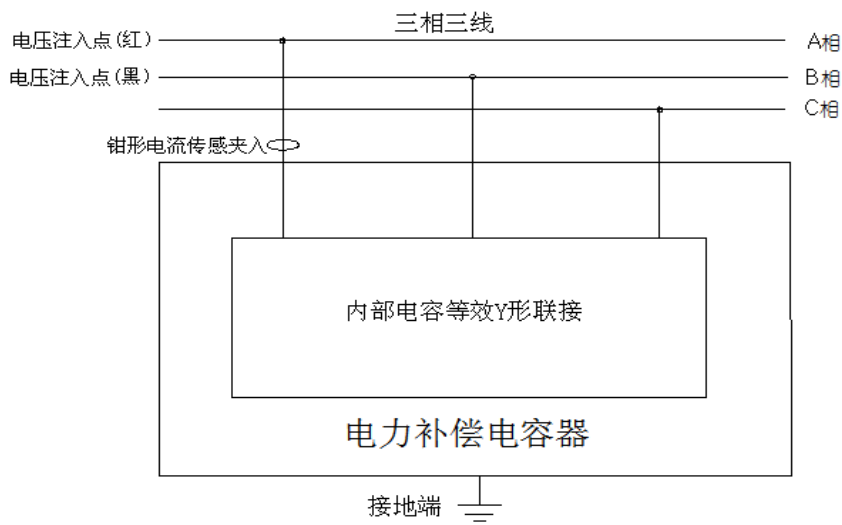 三相三线
电压注入点(红)
A相
电压注入点(黑)
B相
C相
钳形电流传感夹入
内部电容等效Y形联接
电力补偿电容器
接地端